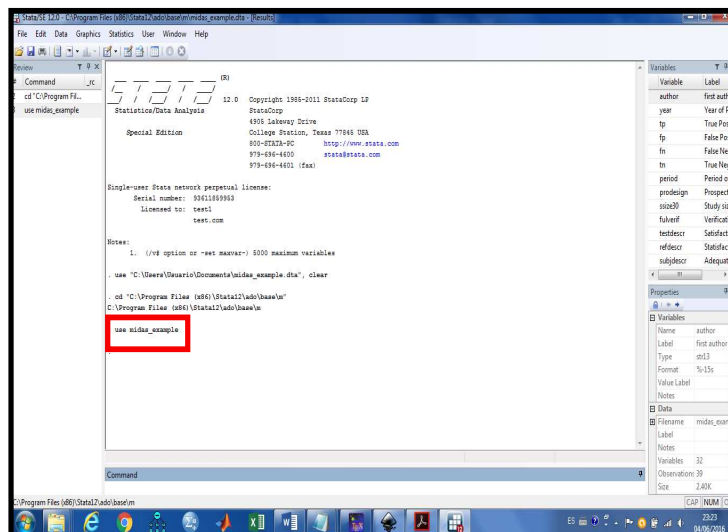 Stata/SE 12.0 - C:\Program Files (x86)\Stata12\ado\base\m\midas_example.dta - [Results]
File Edit Data Graphics Statistics User Window Help
Review
# Command _rc
cd "C:\Program Fil...
use midas_example
(R)
12.0 Copyright 1985-2011 StataCorp LP
Statistics/Data Analysis StataCorp
4905 Lakeway Drive
Special Edition College Station, Texas 77845 USA
800-STATA-PC http://www.stata.com
979-696-4600 stata@stata.com
979-696-4601 (fax)
Single-user Stata network perpetual license:
Serial number: 93611859953
Licensed to: test1
test.com
Notes:
1. (/v# option or -set maxvar-) 5000 maximum variables
. use "C:\Users\Usuario\Documents\midas_example.dta", clear
. cd "C:\Program Files (x86)\Stata12\ado\base\m"
C:\Program Files (x86)\Stata12\ado\base\m
use midas_example
.
Command
Variables
Variable Label
author first auth
year Year of P
tp True Pos
fp False Po
fn False Ne
tn True Neg
period Period o
prodesign Prospect
ssize30 Study siz
fulverif Verificati
testdescr Satisfact
refdescr Statisfac
subjdescr Adequat
Properties
Variables
Name author
Label first author
Type str13
Format %-15s
Value Label
Notes
Data
Filename midas_exan
Label
Notes
Variables 32
Observations 39
Size 2.40K
C:\Program Files (x86)\Stata12\ado\base\m
CAP NUM
ES
23:23
04/06/2016